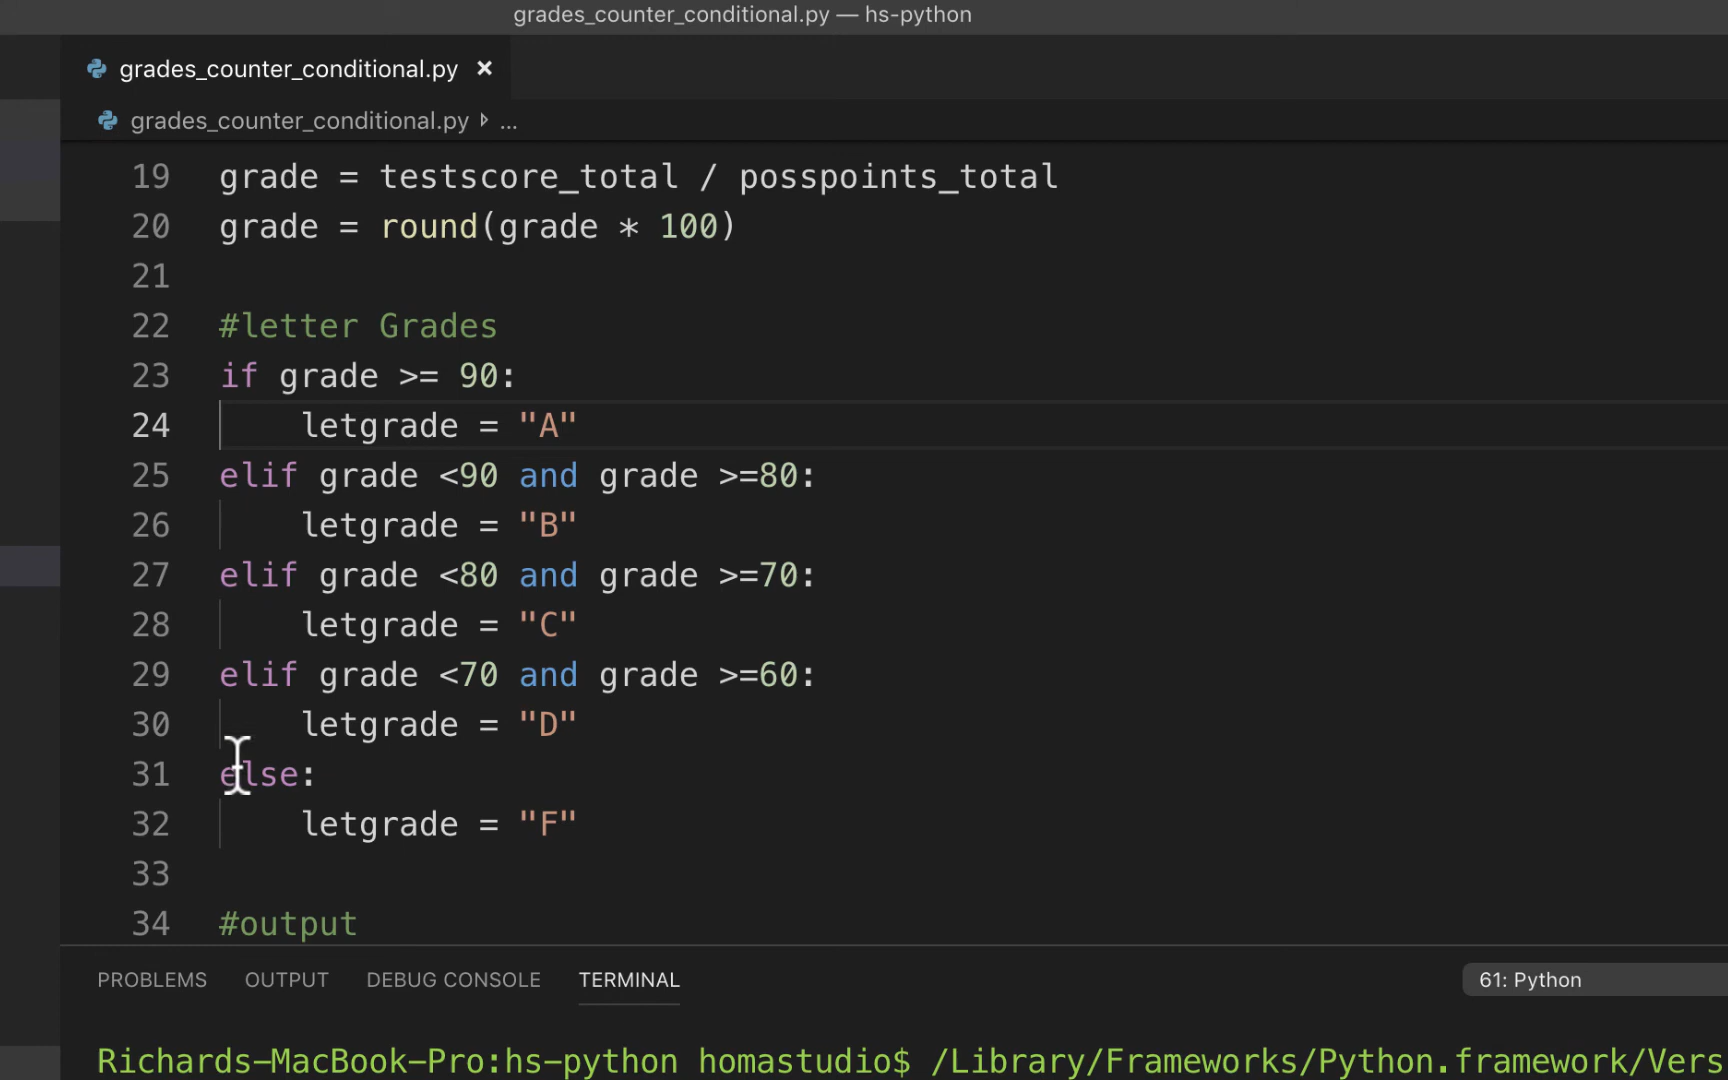 grades_counter_conditional.py — hs-python
grades_counter_conditional.py ×
grades_counter_conditional.py ...
19 grade = testscore_total / posspoints_total
20 grade = round(grade * 100)
21
22 #letter Grades
23 if grade >= 90:
24     letgrade = "A"
25 elif grade <90 and grade >=80:
26     letgrade = "B"
27 elif grade <80 and grade >=70:
28     letgrade = "C"
29 elif grade <70 and grade >=60:
30     letgrade = "D"
31 else:
32     letgrade = "F"
33
34 #output
PROBLEMS OUTPUT DEBUG CONSOLE TERMINAL 61: Python
Richards-MacBook-Pro:hs-python homastudio$ /Library/Frameworks/Python.framework/Vers